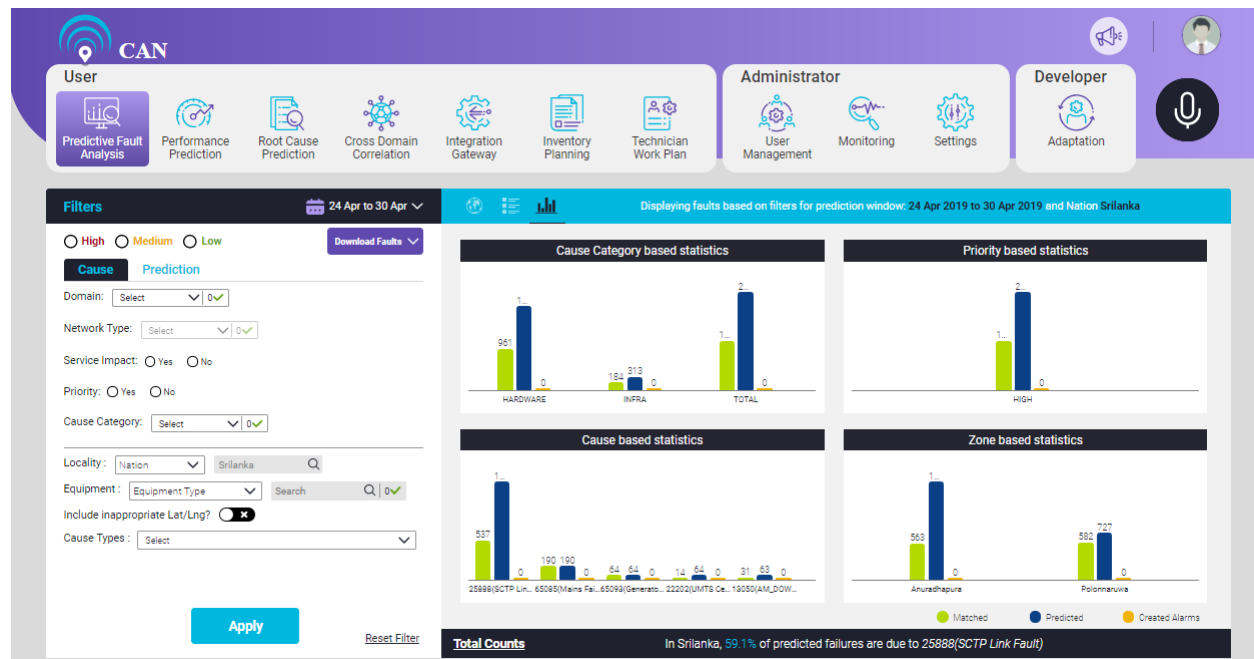 CAN
User
Administrator
Developer
Predictive Fault
Analysis
Performance
Prediction
Root Cause
Prediction
Cross Domain
Correlation
Integration
Gateway
Inventory
Planning
Technician
Work Plan
User
Management
Monitoring
Settings
Adaptation
Filters
24 Apr to 30 Apr
High Medium Low
Download Faults
Cause Prediction
Domain: Select 0
Network Type: Select 0
Service Impact: Yes No
Priority: Yes No
Cause Category: Select 0
Locality : Nation Srilanka
Equipment : Equipment Type Search 0
Include inappropriate Lat/Lng?
Cause Types : Select
Apply
Reset Filter
Displaying faults based on filters for prediction window: 24 Apr 2019 to 30 Apr 2019 and Nation Srilanka
Cause Category based statistics
961 1... 0
184 313 0
1... 2... 0
HARDWARE INFRA TOTAL
Priority based statistics
1... 2... 0
HIGH
Cause based statistics
537 1... 0
190 190 0
64 64 0
14 64 0
31 63 0
25888(SCTP Lin... 65085(Mains Fai... 65093(Generato... 22202(UMTS Ce... 13050(AM_DOW...
Zone based statistics
563 1... 0
582 727 0
Anuradhapura Polonnaruwa
Matched Predicted Created Alarms
Total Counts
In Srilanka, 59.1% of predicted failures are due to 25888(SCTP Link Fault)